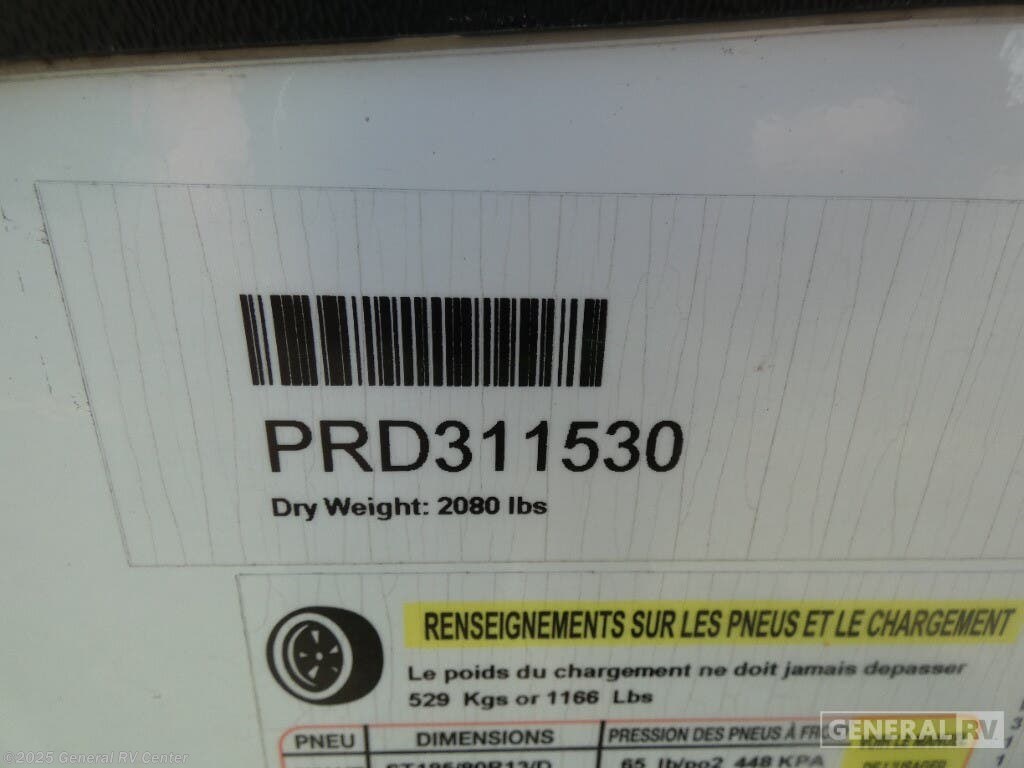 PRD311530
Dry Weight: 2080 lbs
RENSEIGNEMENTS SUR LES PNEUS ET LE CHARGEMENT
Le poids du chargement ne doit jamais depasser
529 Kgs or 1166 Lbs
PNEU DIMENSIONS PRESSION DES PNEUS À
ST185/80R13/D 65 lb/po2 448 KPA
GENERAL RV
©2025 General RV Center